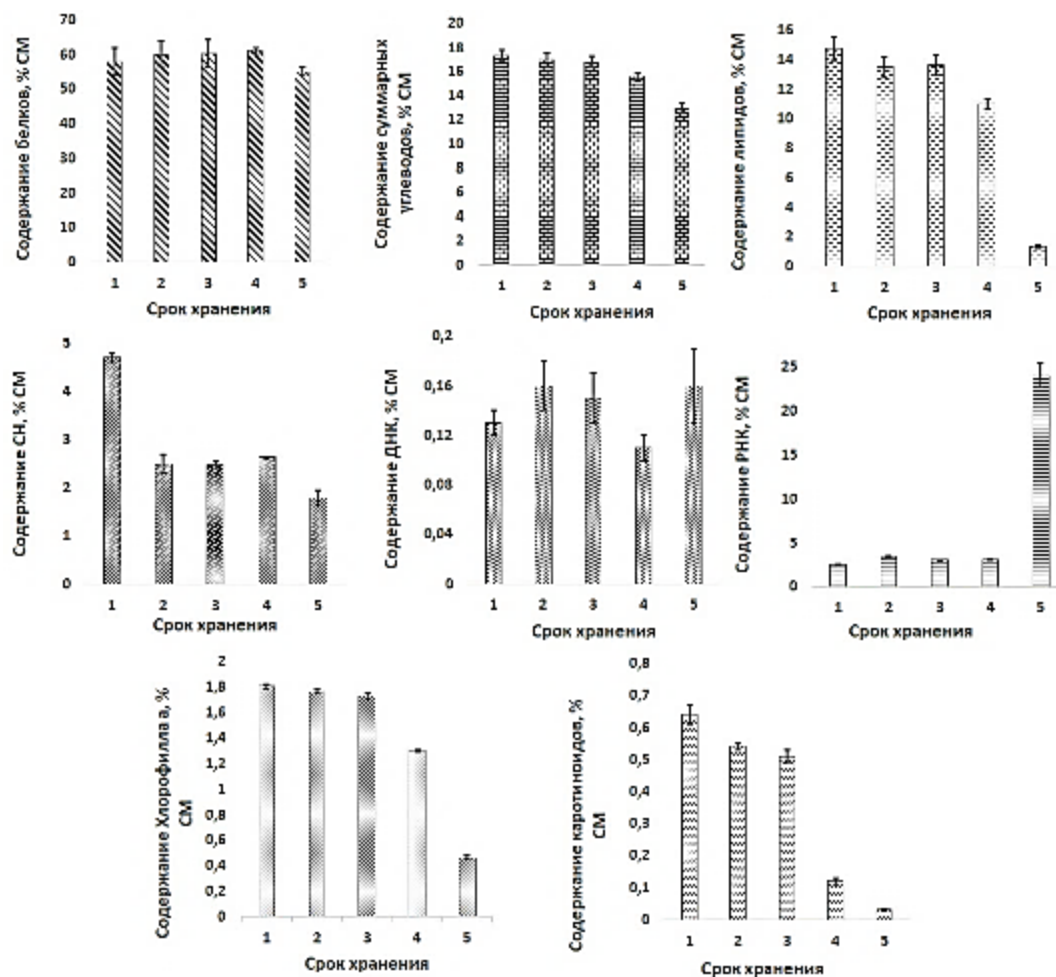 Содержание белков, % СМ
70
60
50
40
30
20
10
0
1 2 3 4 5
Срок хранения
Содержание суммарных
углеводов, % СМ
20
18
16
14
12
10
8
6
4
2
0
1 2 3 4 5
Срок хранения
Содержание липидов, % СМ
16
14
12
10
8
6
4
2
0
1 2 3 4 5
Срок хранения
Содержание СН, % СМ
5
4
3
2
1
0
1 2 3 4 5
Срок хранения
Содержание ДНК, % СМ
0,2
0,16
0,12
0,08
0,04
0
1 2 3 4 5
Срок хранения
Содержание РНК, % СМ
25
20
15
10
5
0
1 2 3 4 5
Срок хранения
Содержание Хлорофилла а, %
СМ
2
1,8
1,6
1,4
1,2
1
0,8
0,6
0,4
0,2
0
1 2 3 4 5
Срок хранения
Содержание каротиноидов, %
СМ
0,8
0,7
0,6
0,5
0,4
0,3
0,2
0,1
0
1 2 3 4 5
Срок хранения